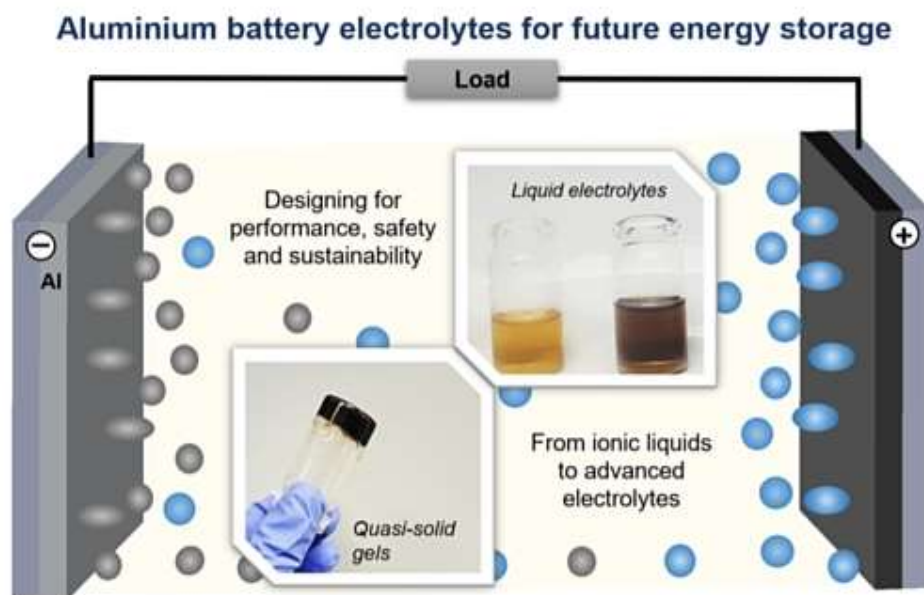 Aluminium battery electrolytes for future energy storage
Load
Designing for
performance, safety
and sustainability
Liquid electrolytes
−
Al
+
From ionic liquids
to advanced
electrolytes
Quasi-solid
gels